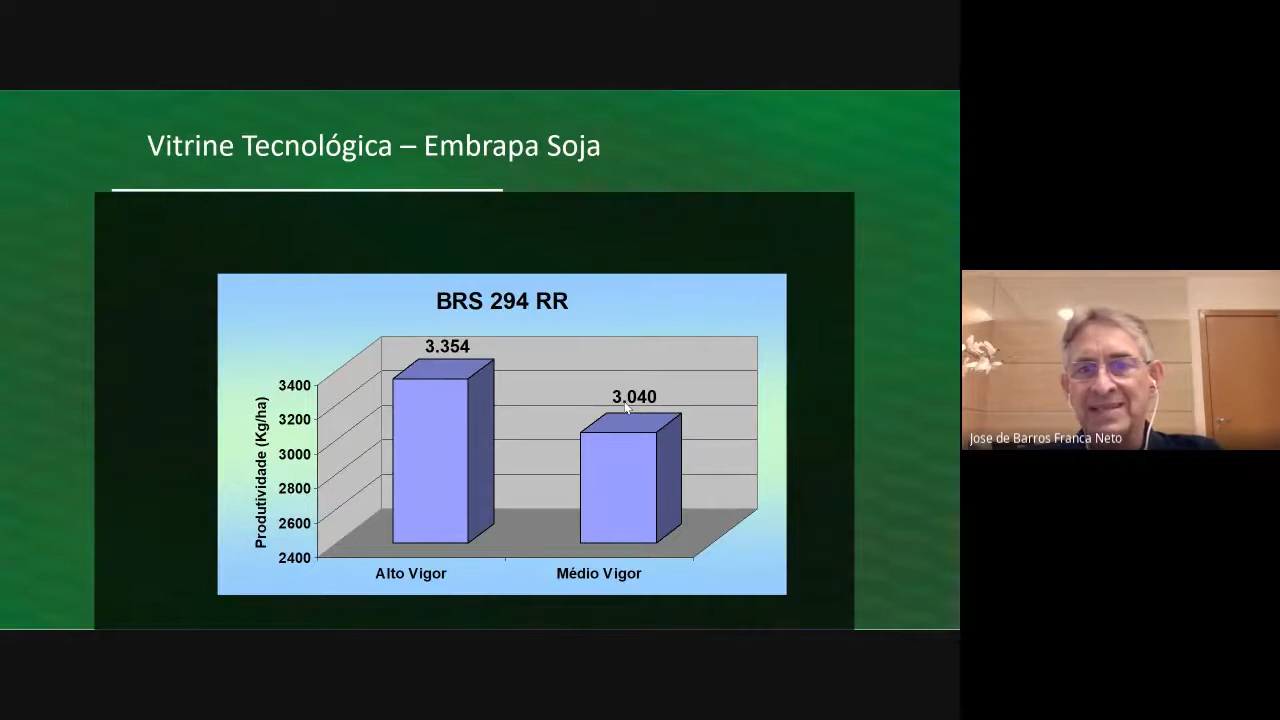 Vitrine Tecnológica – Embrapa Soja
BRS 294 RR
3.354
3.040
Produtividade (Kg/ha)
3400
3200
3000
2800
2600
2400
Alto Vigor
Médio Vigor
Jose de Barros Franca Neto